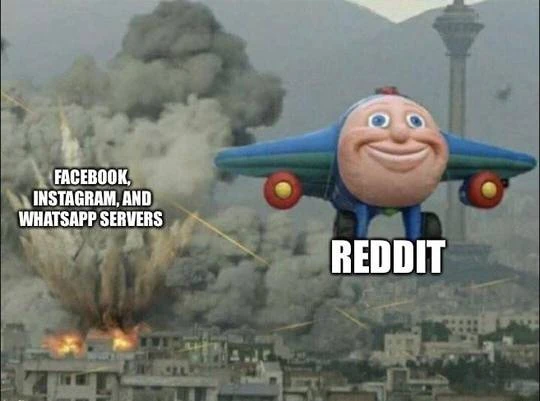 FACEBOOK,
INSTAGRAM, AND
WHATSAPP SERVERS
REDDIT